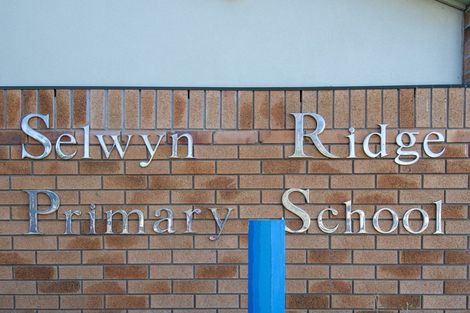 Selwyn Ridge
Primary School